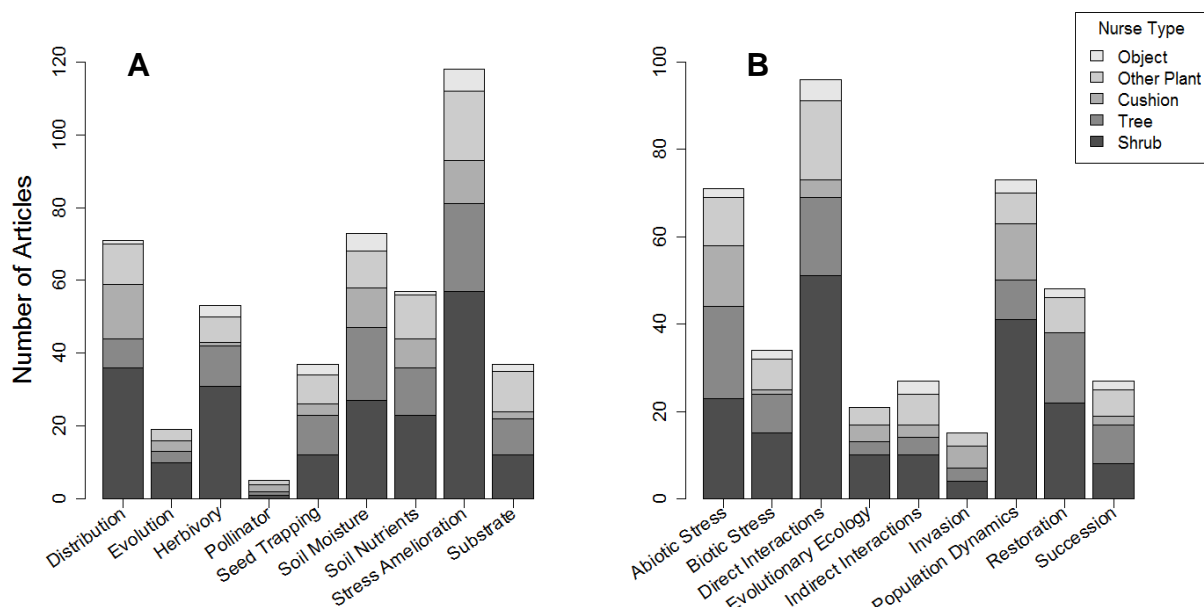 A
Number of Articles
0
20
40
60
80
100
120
Distribution
Evolution
Herbivory
Pollinator
Seed Trapping
Soil Moisture
Soil Nutrients
Stress Amelioration
Substrate
B
0
20
40
60
80
100
Abiotic Stress
Biotic Stress
Direct Interactions
Evolutionary Ecology
Indirect Interactions
Invasion
Population Dynamics
Restoration
Succession
Nurse Type
Object
Other Plant
Cushion
Tree
Shrub